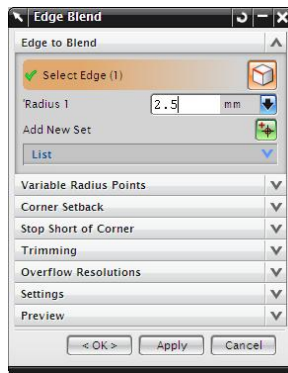 Edge Blend
Edge to Blend
Select Edge (1)
'Radius 1 2.5 mm
Add New Set
List
Variable Radius Points
Corner Setback
Stop Short of Corner
Trimming
Overflow Resolutions
Settings
Preview
< OK > Apply Cancel